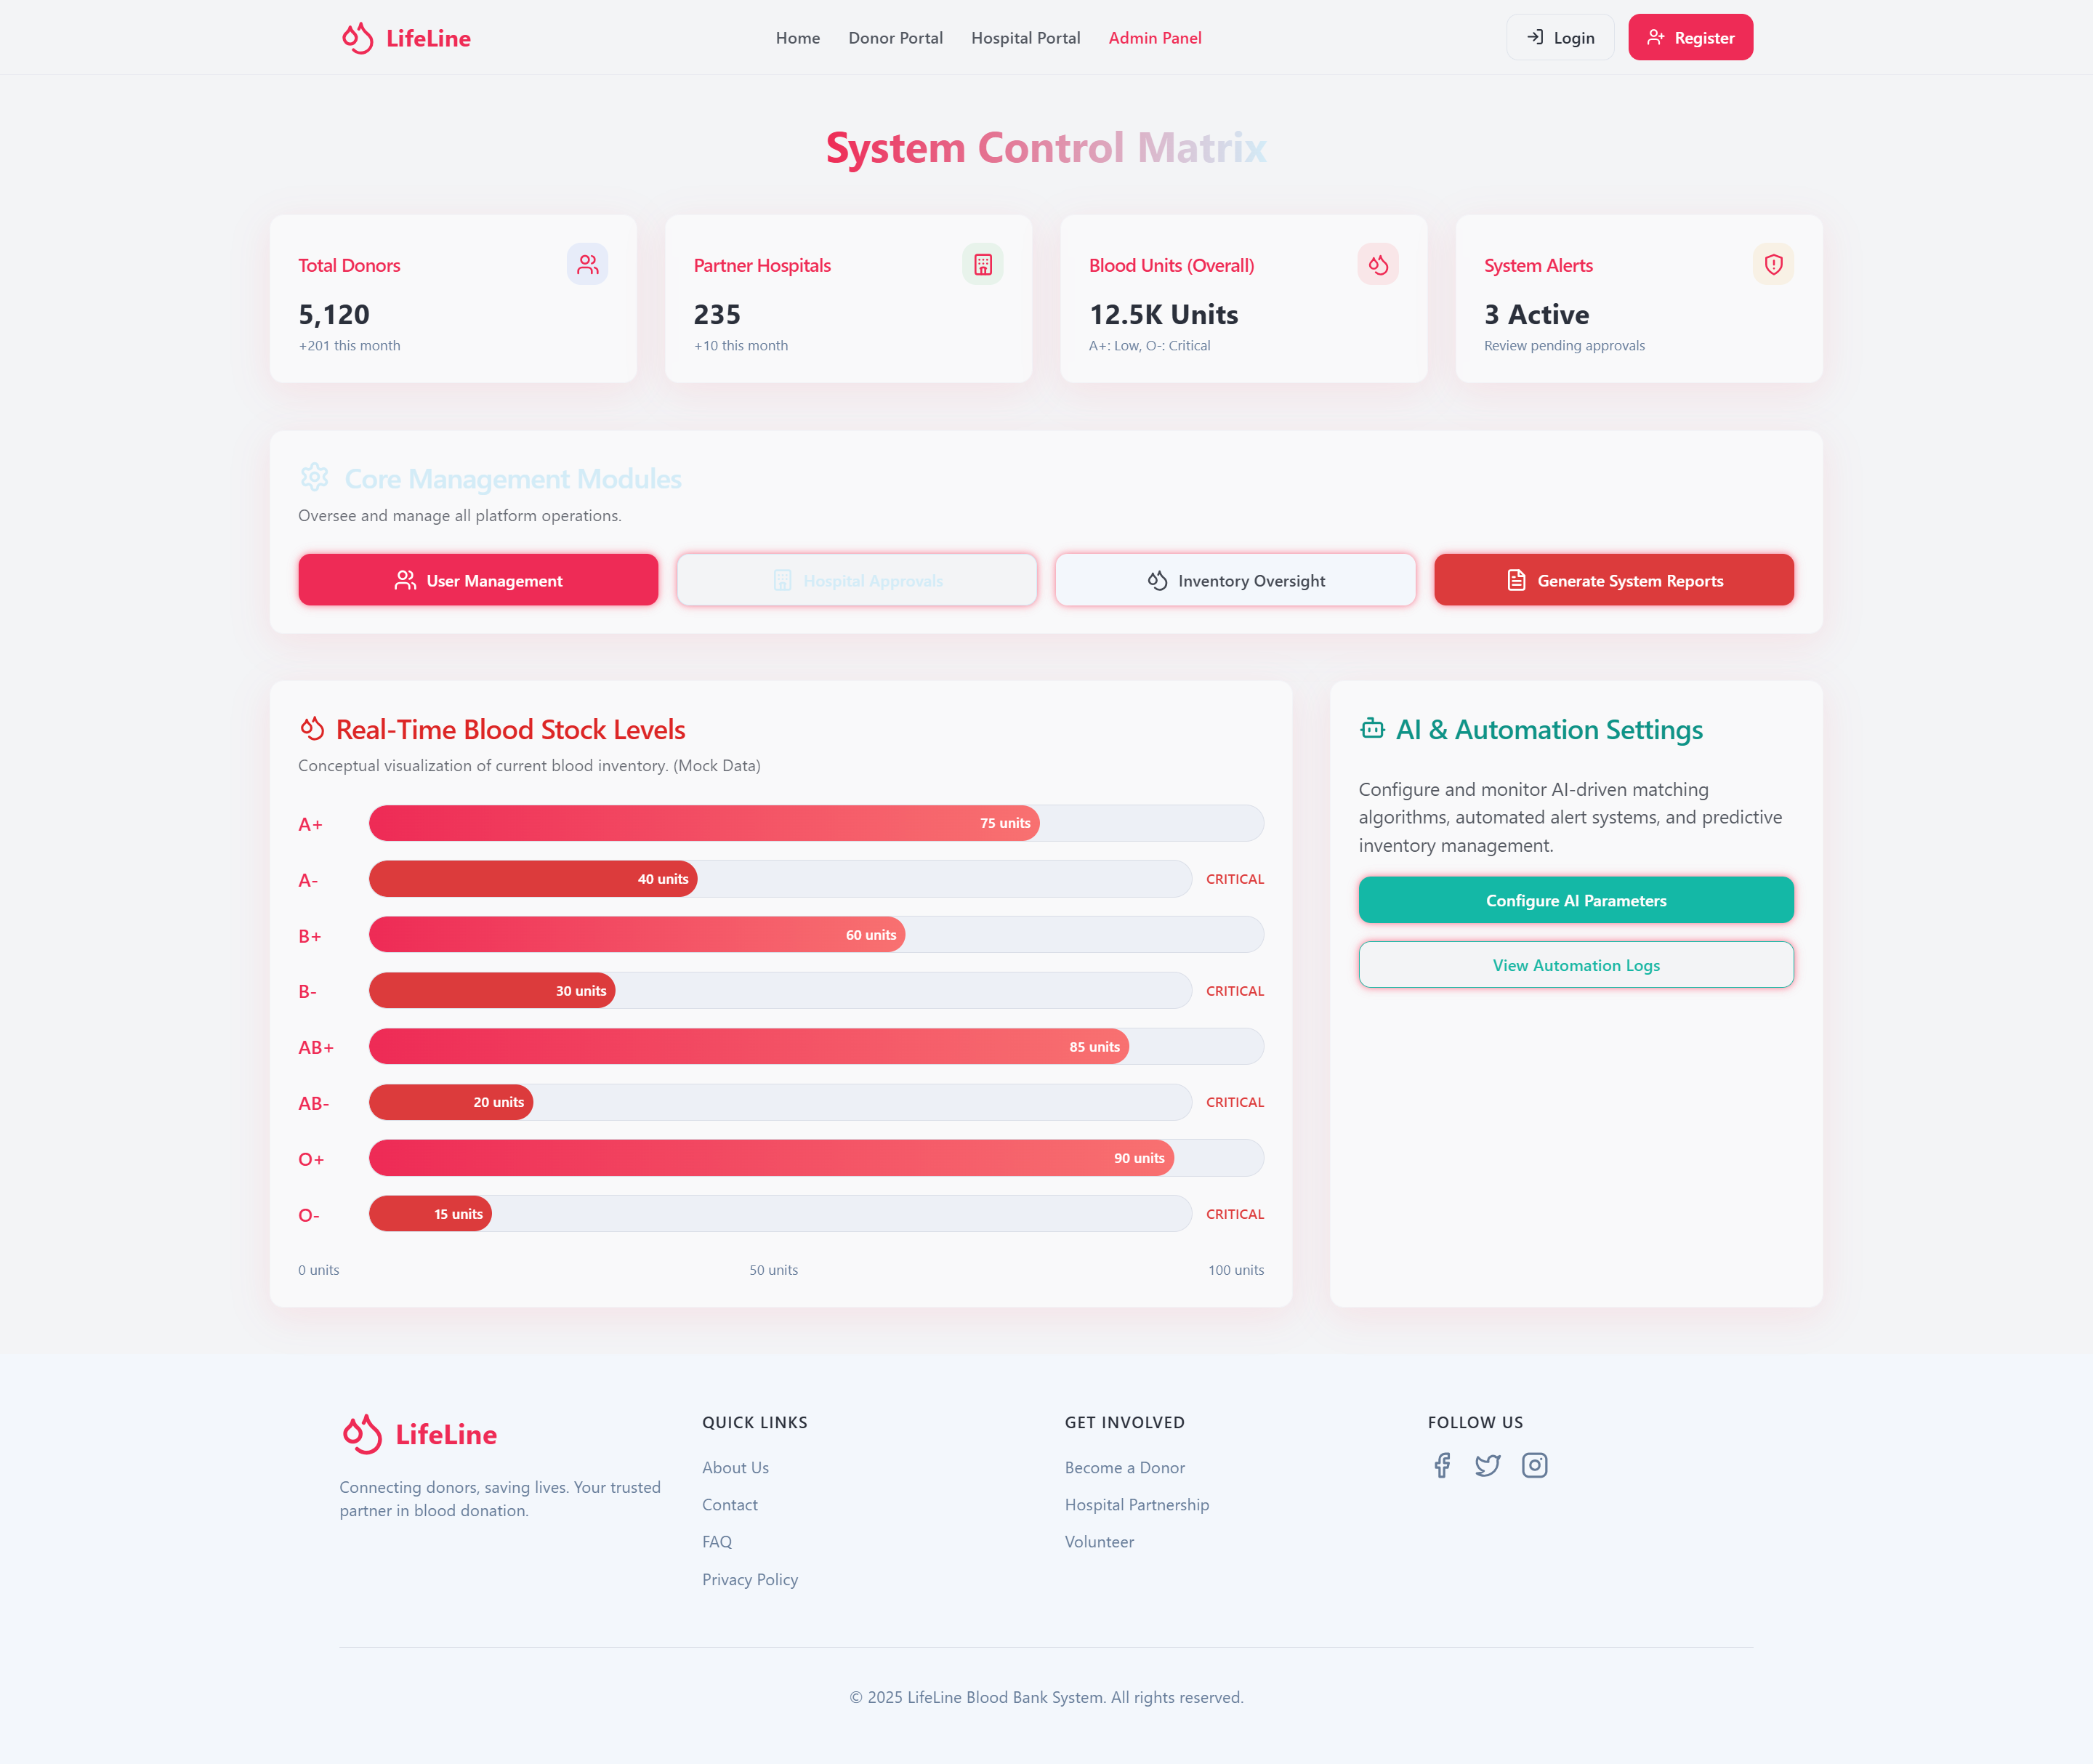 LifeLine
Home Donor Portal Hospital Portal Admin Panel
Login Register
System Control Matrix
Total Donors
5,120
+201 this month
Partner Hospitals
235
+10 this month
Blood Units (Overall)
12.5K Units
A+: Low, O-: Critical
System Alerts
3 Active
Review pending approvals
Core Management Modules
Oversee and manage all platform operations.
User Management
Hospital Approvals
Inventory Oversight
Generate System Reports
Real-Time Blood Stock Levels
Conceptual visualization of current blood inventory. (Mock Data)
A+ 75 units
A- 40 units CRITICAL
B+ 60 units
B- 30 units CRITICAL
AB+ 85 units
AB- 20 units CRITICAL
O+ 90 units
O- 15 units CRITICAL
0 units 50 units 100 units
AI & Automation Settings
Configure and monitor AI-driven matching
algorithms, automated alert systems, and predictive
inventory management.
Configure AI Parameters
View Automation Logs
LifeLine
Connecting donors, saving lives. Your trusted
partner in blood donation.
QUICK LINKS
About Us
Contact
FAQ
Privacy Policy
GET INVOLVED
Become a Donor
Hospital Partnership
Volunteer
FOLLOW US
© 2025 LifeLine Blood Bank System. All rights reserved.